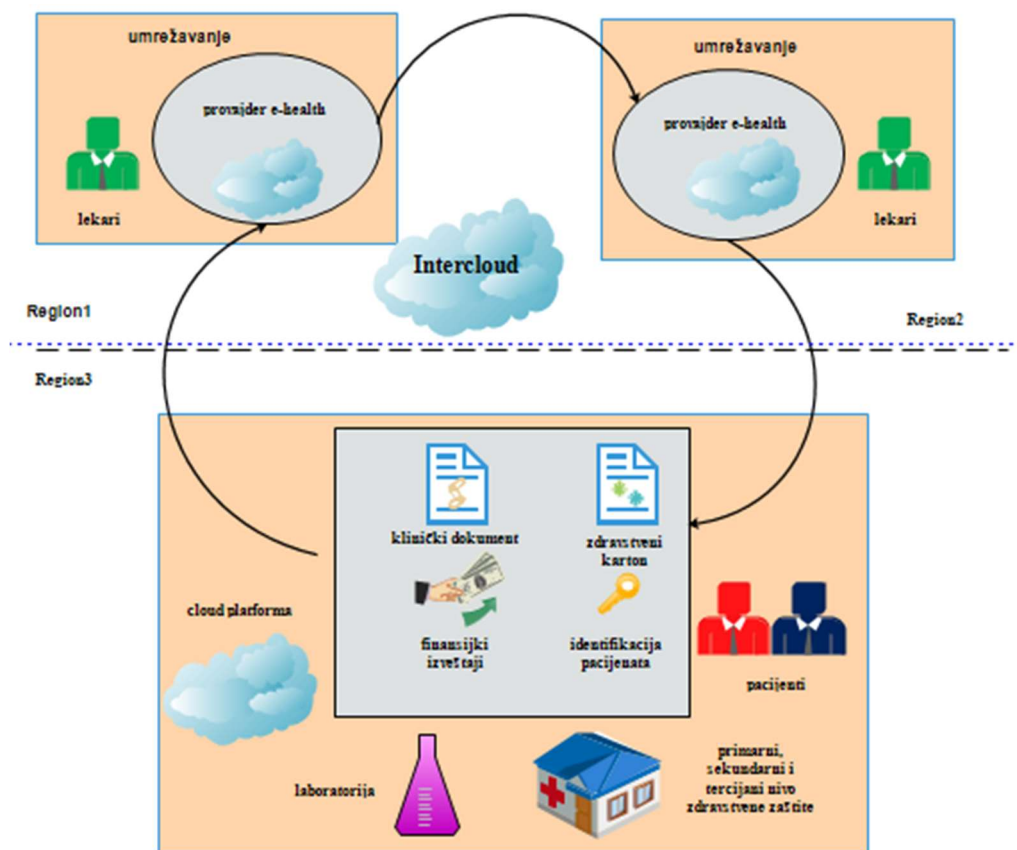 umrežavanje
provajder e-health
lekari
umrežavanje
provajder e-health
lekari
Intercloud
Region1
Region2
Region3
klinički dokument
zdravstveni
karton
finansijki
izveštaji
identifikacija
pacijenata
cloud platforma
pacijenti
laboratorija
primarni,
sekundarni i
tercijani nivo
zdravstvene zaštite